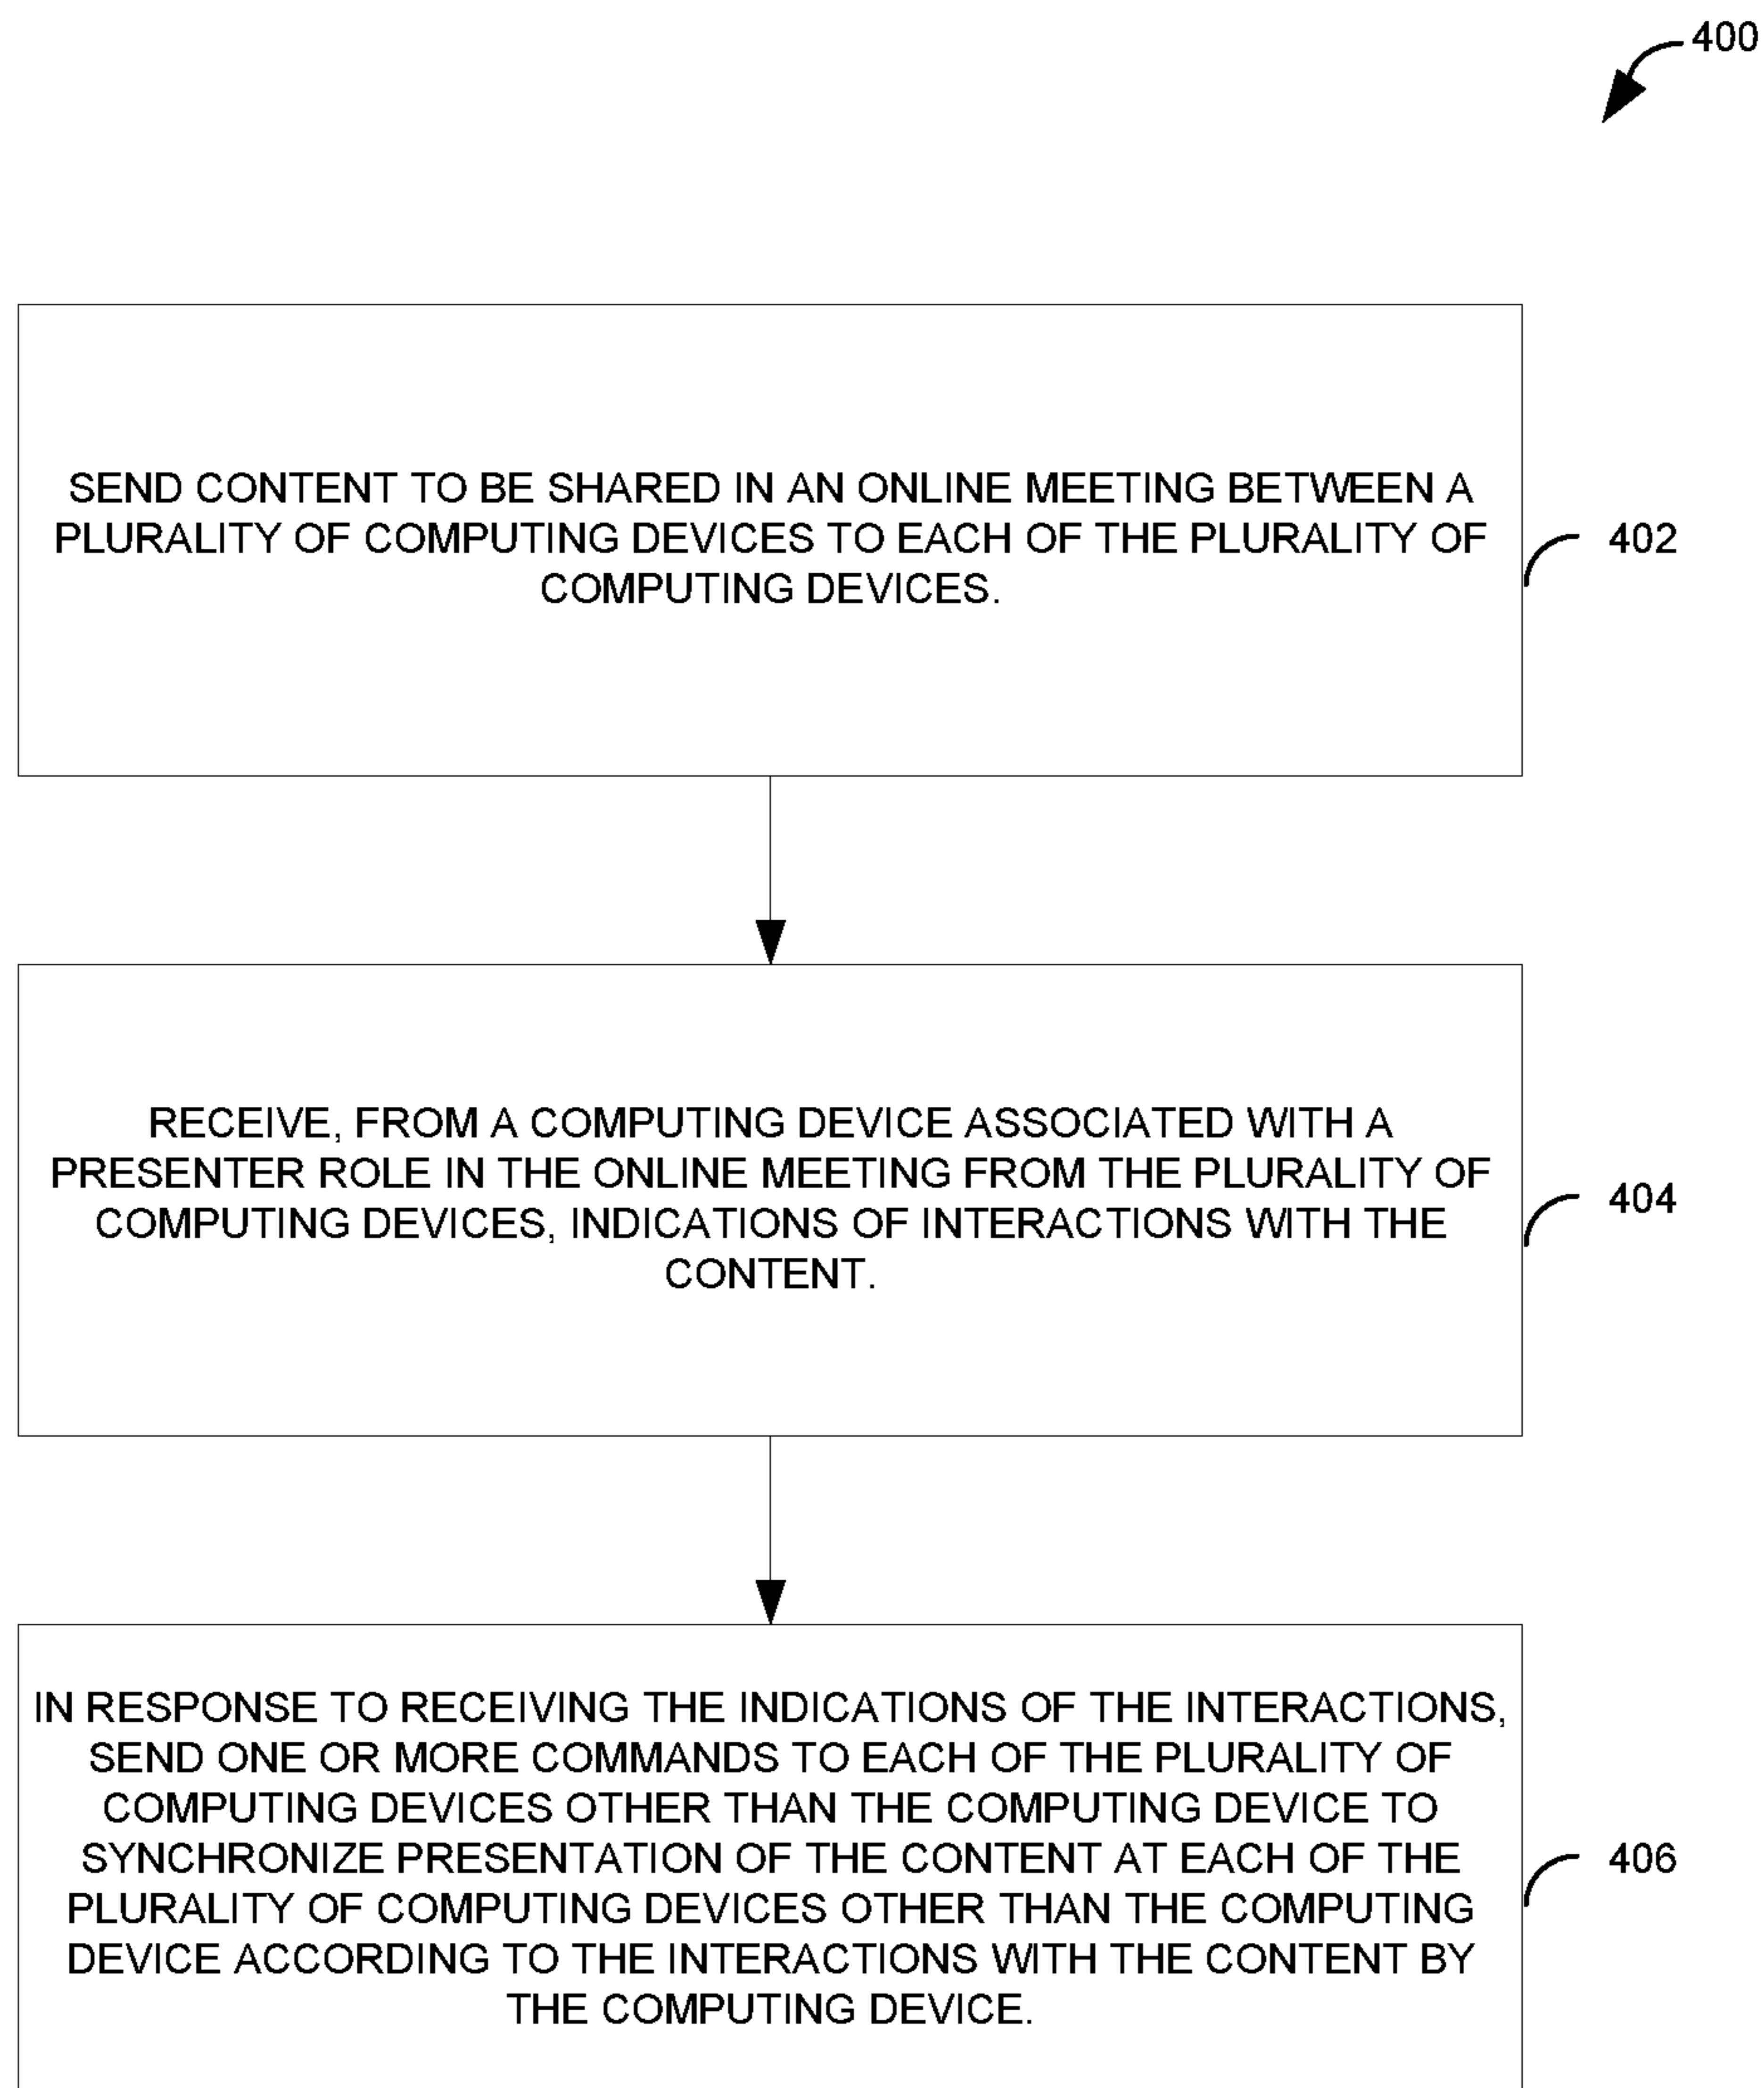 400
SEND CONTENT TO BE SHARED IN AN ONLINE MEETING BETWEEN A
PLURALITY OF COMPUTING DEVICES TO EACH OF THE PLURALITY OF
COMPUTING DEVICES.
402
RECEIVE, FROM A COMPUTING DEVICE ASSOCIATED WITH A
PRESENTER ROLE IN THE ONLINE MEETING FROM THE PLURALITY OF
COMPUTING DEVICES, INDICATIONS OF INTERACTIONS WITH THE
CONTENT.
404
IN RESPONSE TO RECEIVING THE INDICATIONS OF THE INTERACTIONS,
SEND ONE OR MORE COMMANDS TO EACH OF THE PLURALITY OF
COMPUTING DEVICES OTHER THAN THE COMPUTING DEVICE TO
SYNCHRONIZE PRESENTATION OF THE CONTENT AT EACH OF THE
PLURALITY OF COMPUTING DEVICES OTHER THAN THE COMPUTING
DEVICE ACCORDING TO THE INTERACTIONS WITH THE CONTENT BY
THE COMPUTING DEVICE.
406